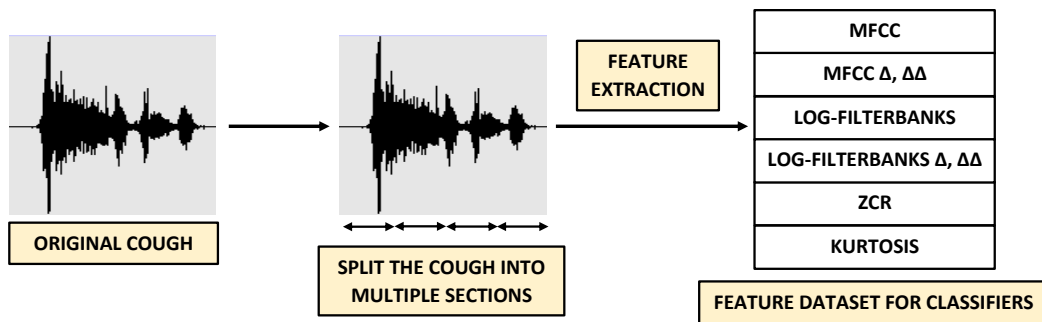 ORIGINAL COUGH
SPLIT THE COUGH INTO
MULTIPLE SECTIONS
FEATURE
EXTRACTION
MFCC
MFCC Δ, ΔΔ
LOG-FILTERBANKS
LOG-FILTERBANKS Δ, ΔΔ
ZCR
KURTOSIS
FEATURE DATASET FOR CLASSIFIERS